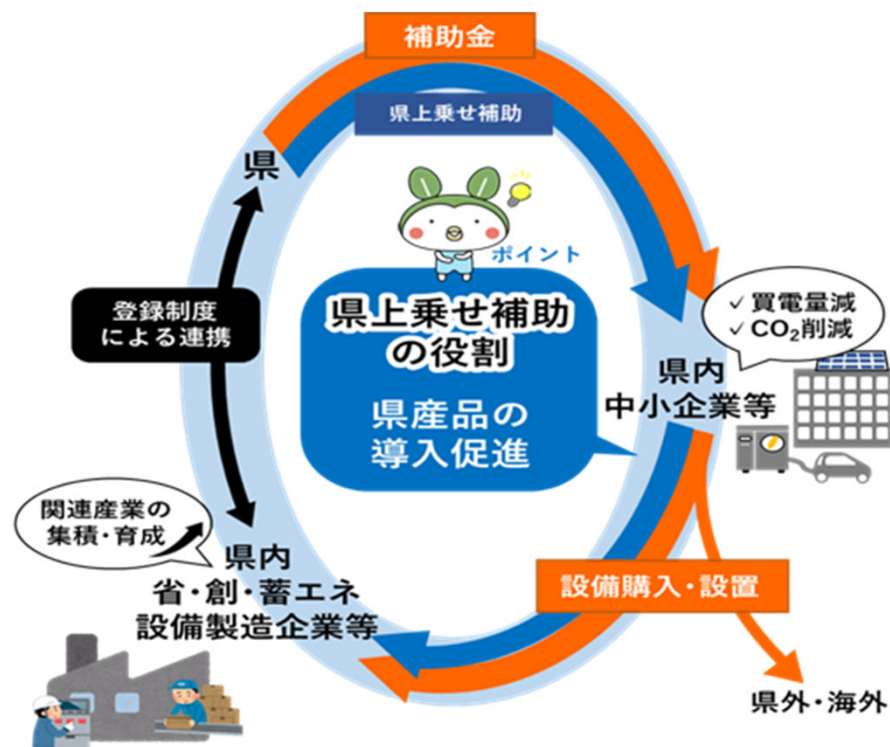 補助金
県上乗せ補助
県
ポイント
県上乗せ補助
の役割
県産品の
導入促進
✓ 買電量減
✓ CO₂削減
県内
中小企業等
登録制度
による連携
関連産業の
集積・育成
県内
省・創・蓄エネ
設備製造企業等
設備購入・設置
県外・海外